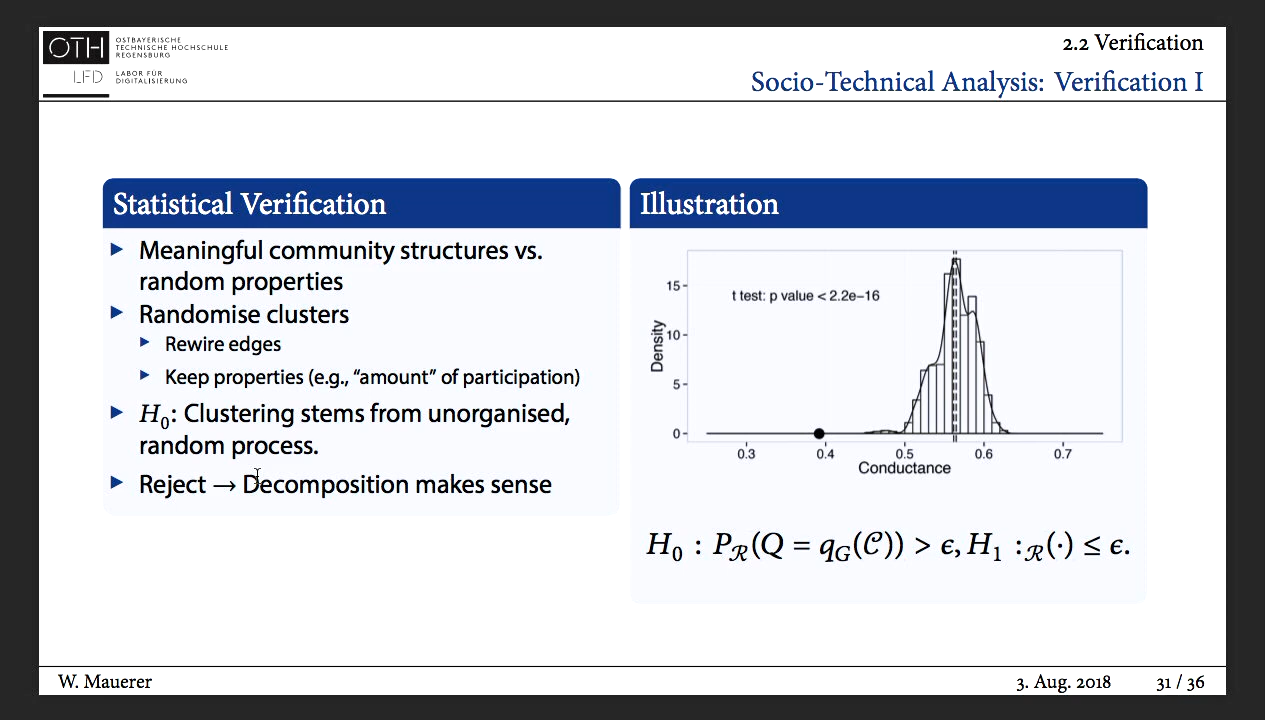 OTH
OSTBAYERISCHE
TECHNISCHE HOCHSCHULE
REGENSBURG
LFD
LABOR FÜR
DIGITALISIERUNG
2.2 Verification
Socio-Technical Analysis: Verification I
Statistical Verification
Meaningful community structures vs.
random properties
Randomise clusters
Rewire edges
Keep properties (e.g., “amount” of participation)
H₀: Clustering stems from unorganised,
random process.
Reject → Decomposition makes sense
Illustration
t test: p value < 2.2e−16
Density
15
10
5
0
0.3 0.4 0.5 0.6 0.7
Conductance
H₀ : P_ℛ(Q = q_G(𝒞)) > ϵ, H₁ :_ℛ(·) ≤ ϵ.
W. Mauerer
3. Aug. 2018
31 / 36